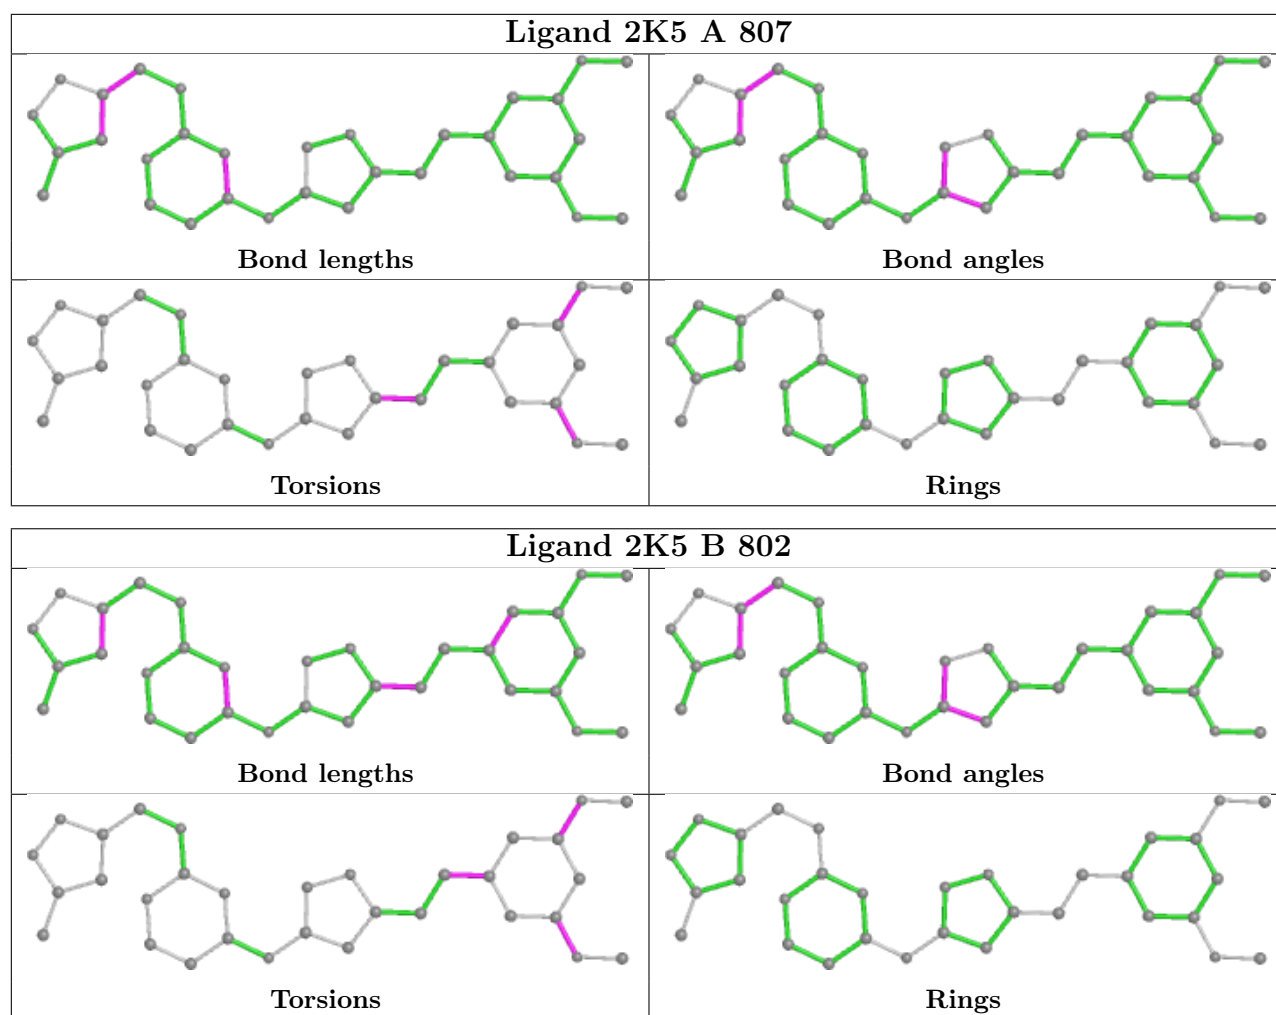 Ligand 2K5 A 807
Bond lengths
Bond angles
Torsions
Rings
Ligand 2K5 B 802
Bond lengths
Bond angles
Torsions
Rings